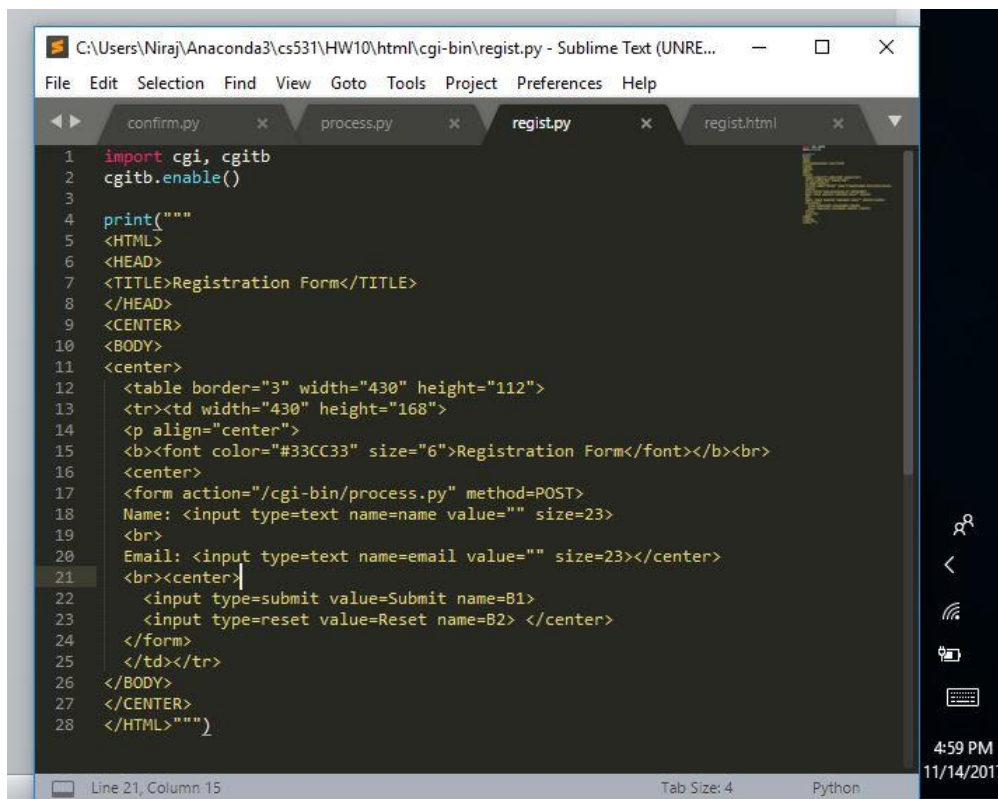 C:\Users\Niraj\Anaconda3\cs531\HW10\html\cgi-bin\regist.py - Sublime Text (UNRE...
File Edit Selection Find View Goto Tools Project Preferences Help
confirm.py process.py regist.py regist.html
1 import cgi, cgitb
2 cgitb.enable()
3
4 print("""
5 <HTML>
6 <HEAD>
7 <TITLE>Registration Form</TITLE>
8 </HEAD>
9 <CENTER>
10 <BODY>
11 <center>
12 <table border="3" width="430" height="112">
13 <tr><td width="430" height="168">
14 <p align="center">
15 <b><font color="#33CC33" size="6">Registration Form</font></b><br>
16 <center>
17 <form action="/cgi-bin/process.py" method=POST>
18 Name: <input type=text name=name value="" size=23>
19 <br>
20 Email: <input type=text name=email value="" size=23></center>
21 <br><center>
22 <input type=submit value=Submit name=B1>
23 <input type=reset value=Reset name=B2> </center>
24 </form>
25 </td></tr>
26 </BODY>
27 </CENTER>
28 </HTML>""")
Line 21, Column 15 Tab Size: 4 Python
4:59 PM
11/14/201